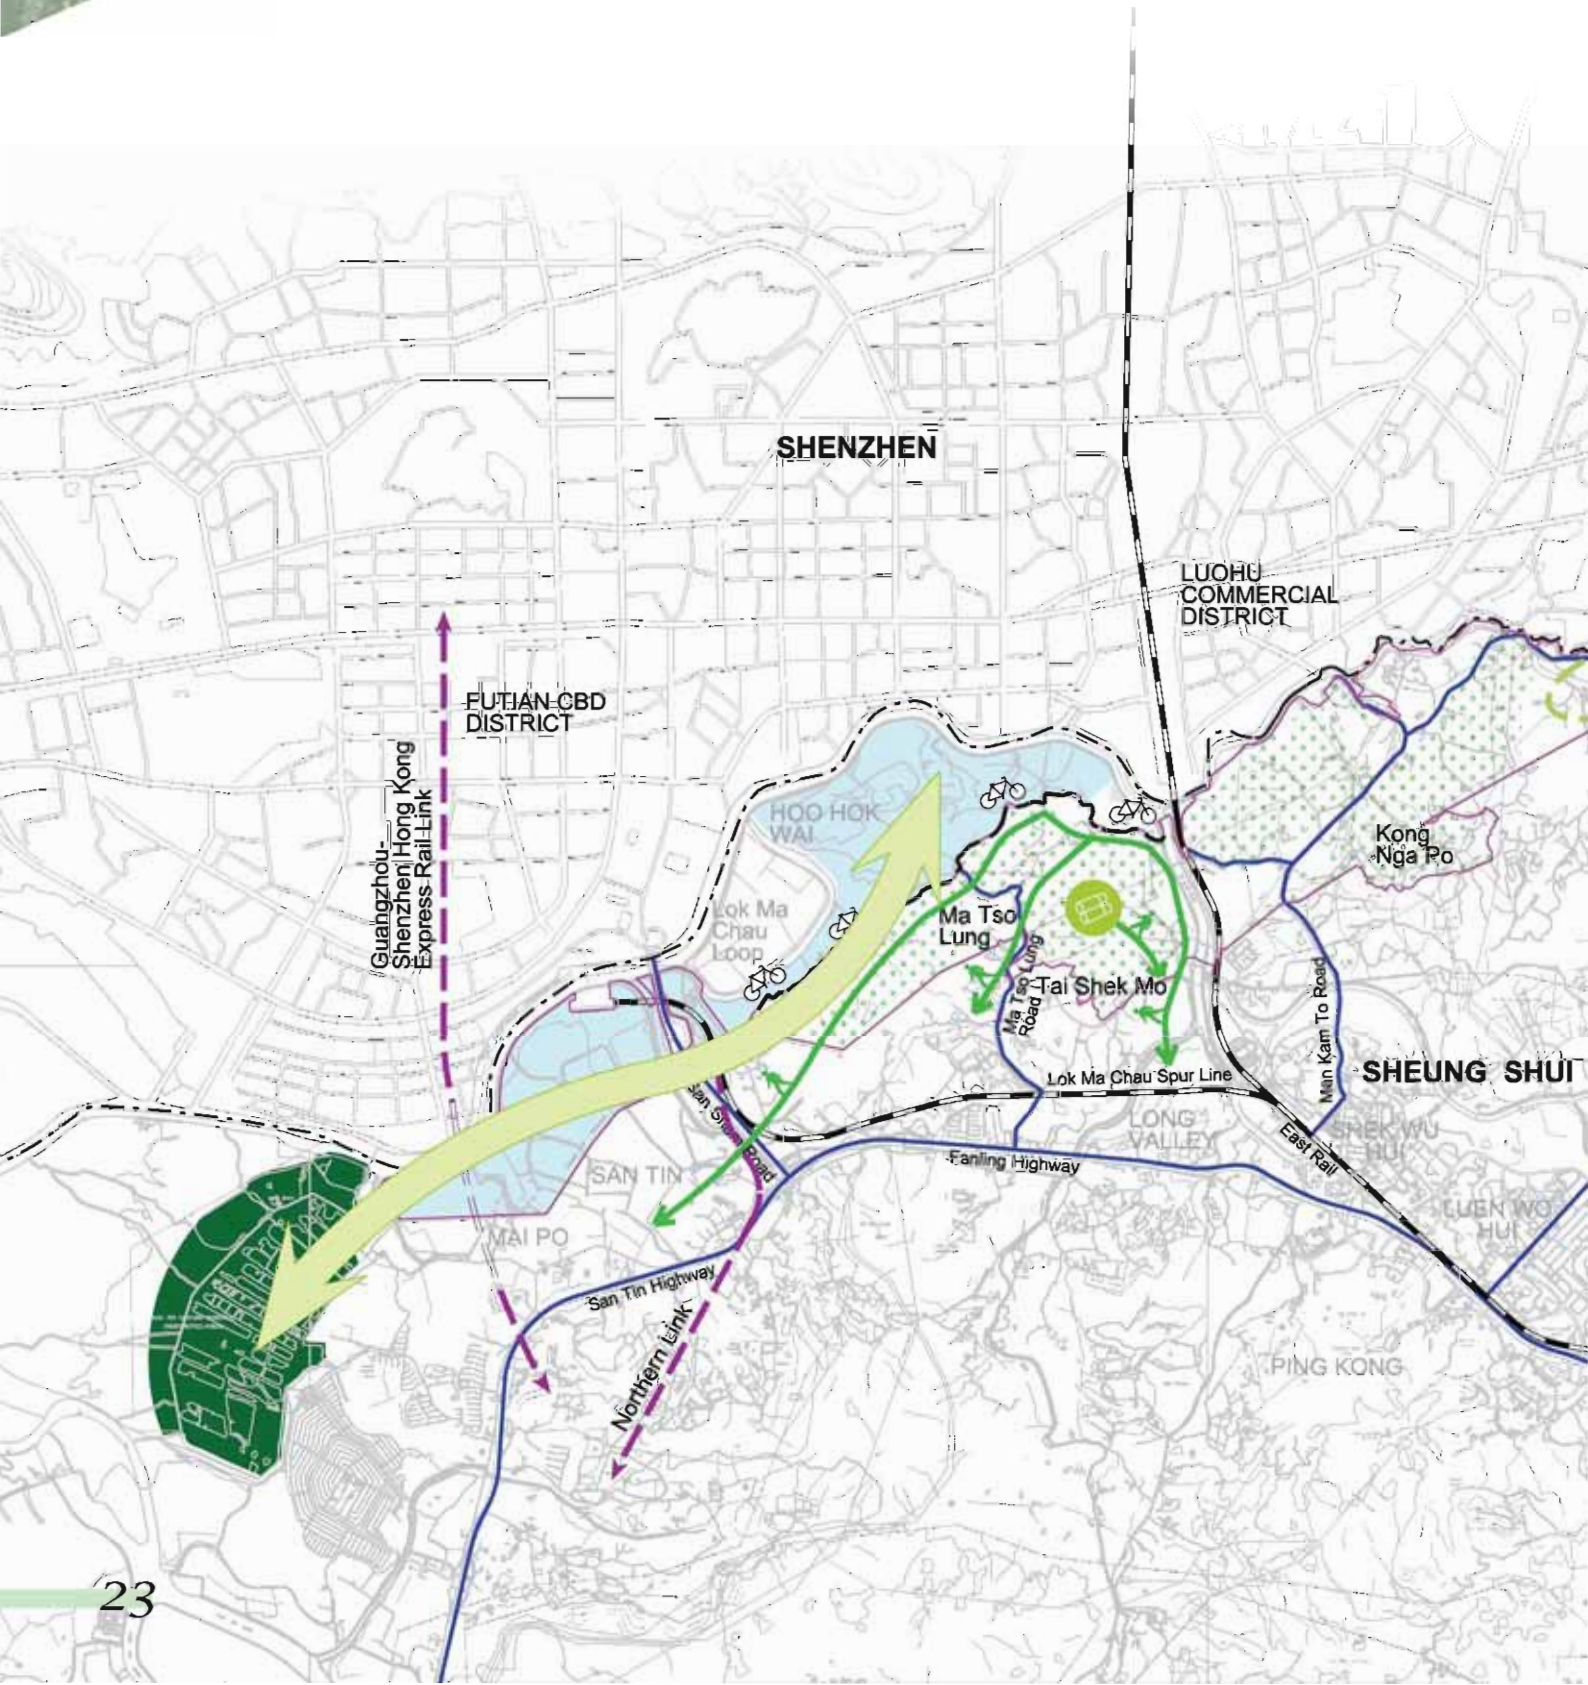 SHENZHEN
LUOHU
COMMERCIAL
DISTRICT
FUTIAN CBD
DISTRICT
Guangzhou-
Shenzhen Hong Kong
Express Rail Link
HOO HOK
WAI
Kong
Nga Po
Lok Ma
Chau
Loop
Ma Tso
Lung
Ma Tso Lung
Road
Tai Shek Mo
Man Kam To Road
SHEUNG SHUI
Lok Ma Chau Spur Line
LONG
VALLEY
SHEK WU
HUI
East Rail
Fanling Highway
San Sham Road
SAN TIN
LUEN WO
HUI
MAI PO
San Tin Highway
Northern Link
PING KONG
23